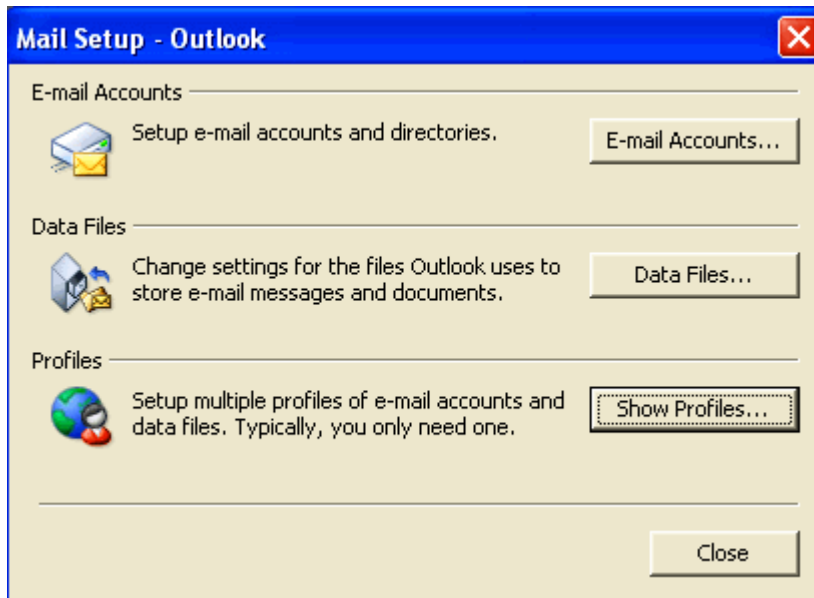 Mail Setup - Outlook
E-mail Accounts
Setup e-mail accounts and directories.
E-mail Accounts...
Data Files
Change settings for the files Outlook uses to
store e-mail messages and documents.
Data Files...
Profiles
Setup multiple profiles of e-mail accounts and
data files. Typically, you only need one.
Show Profiles...
Close